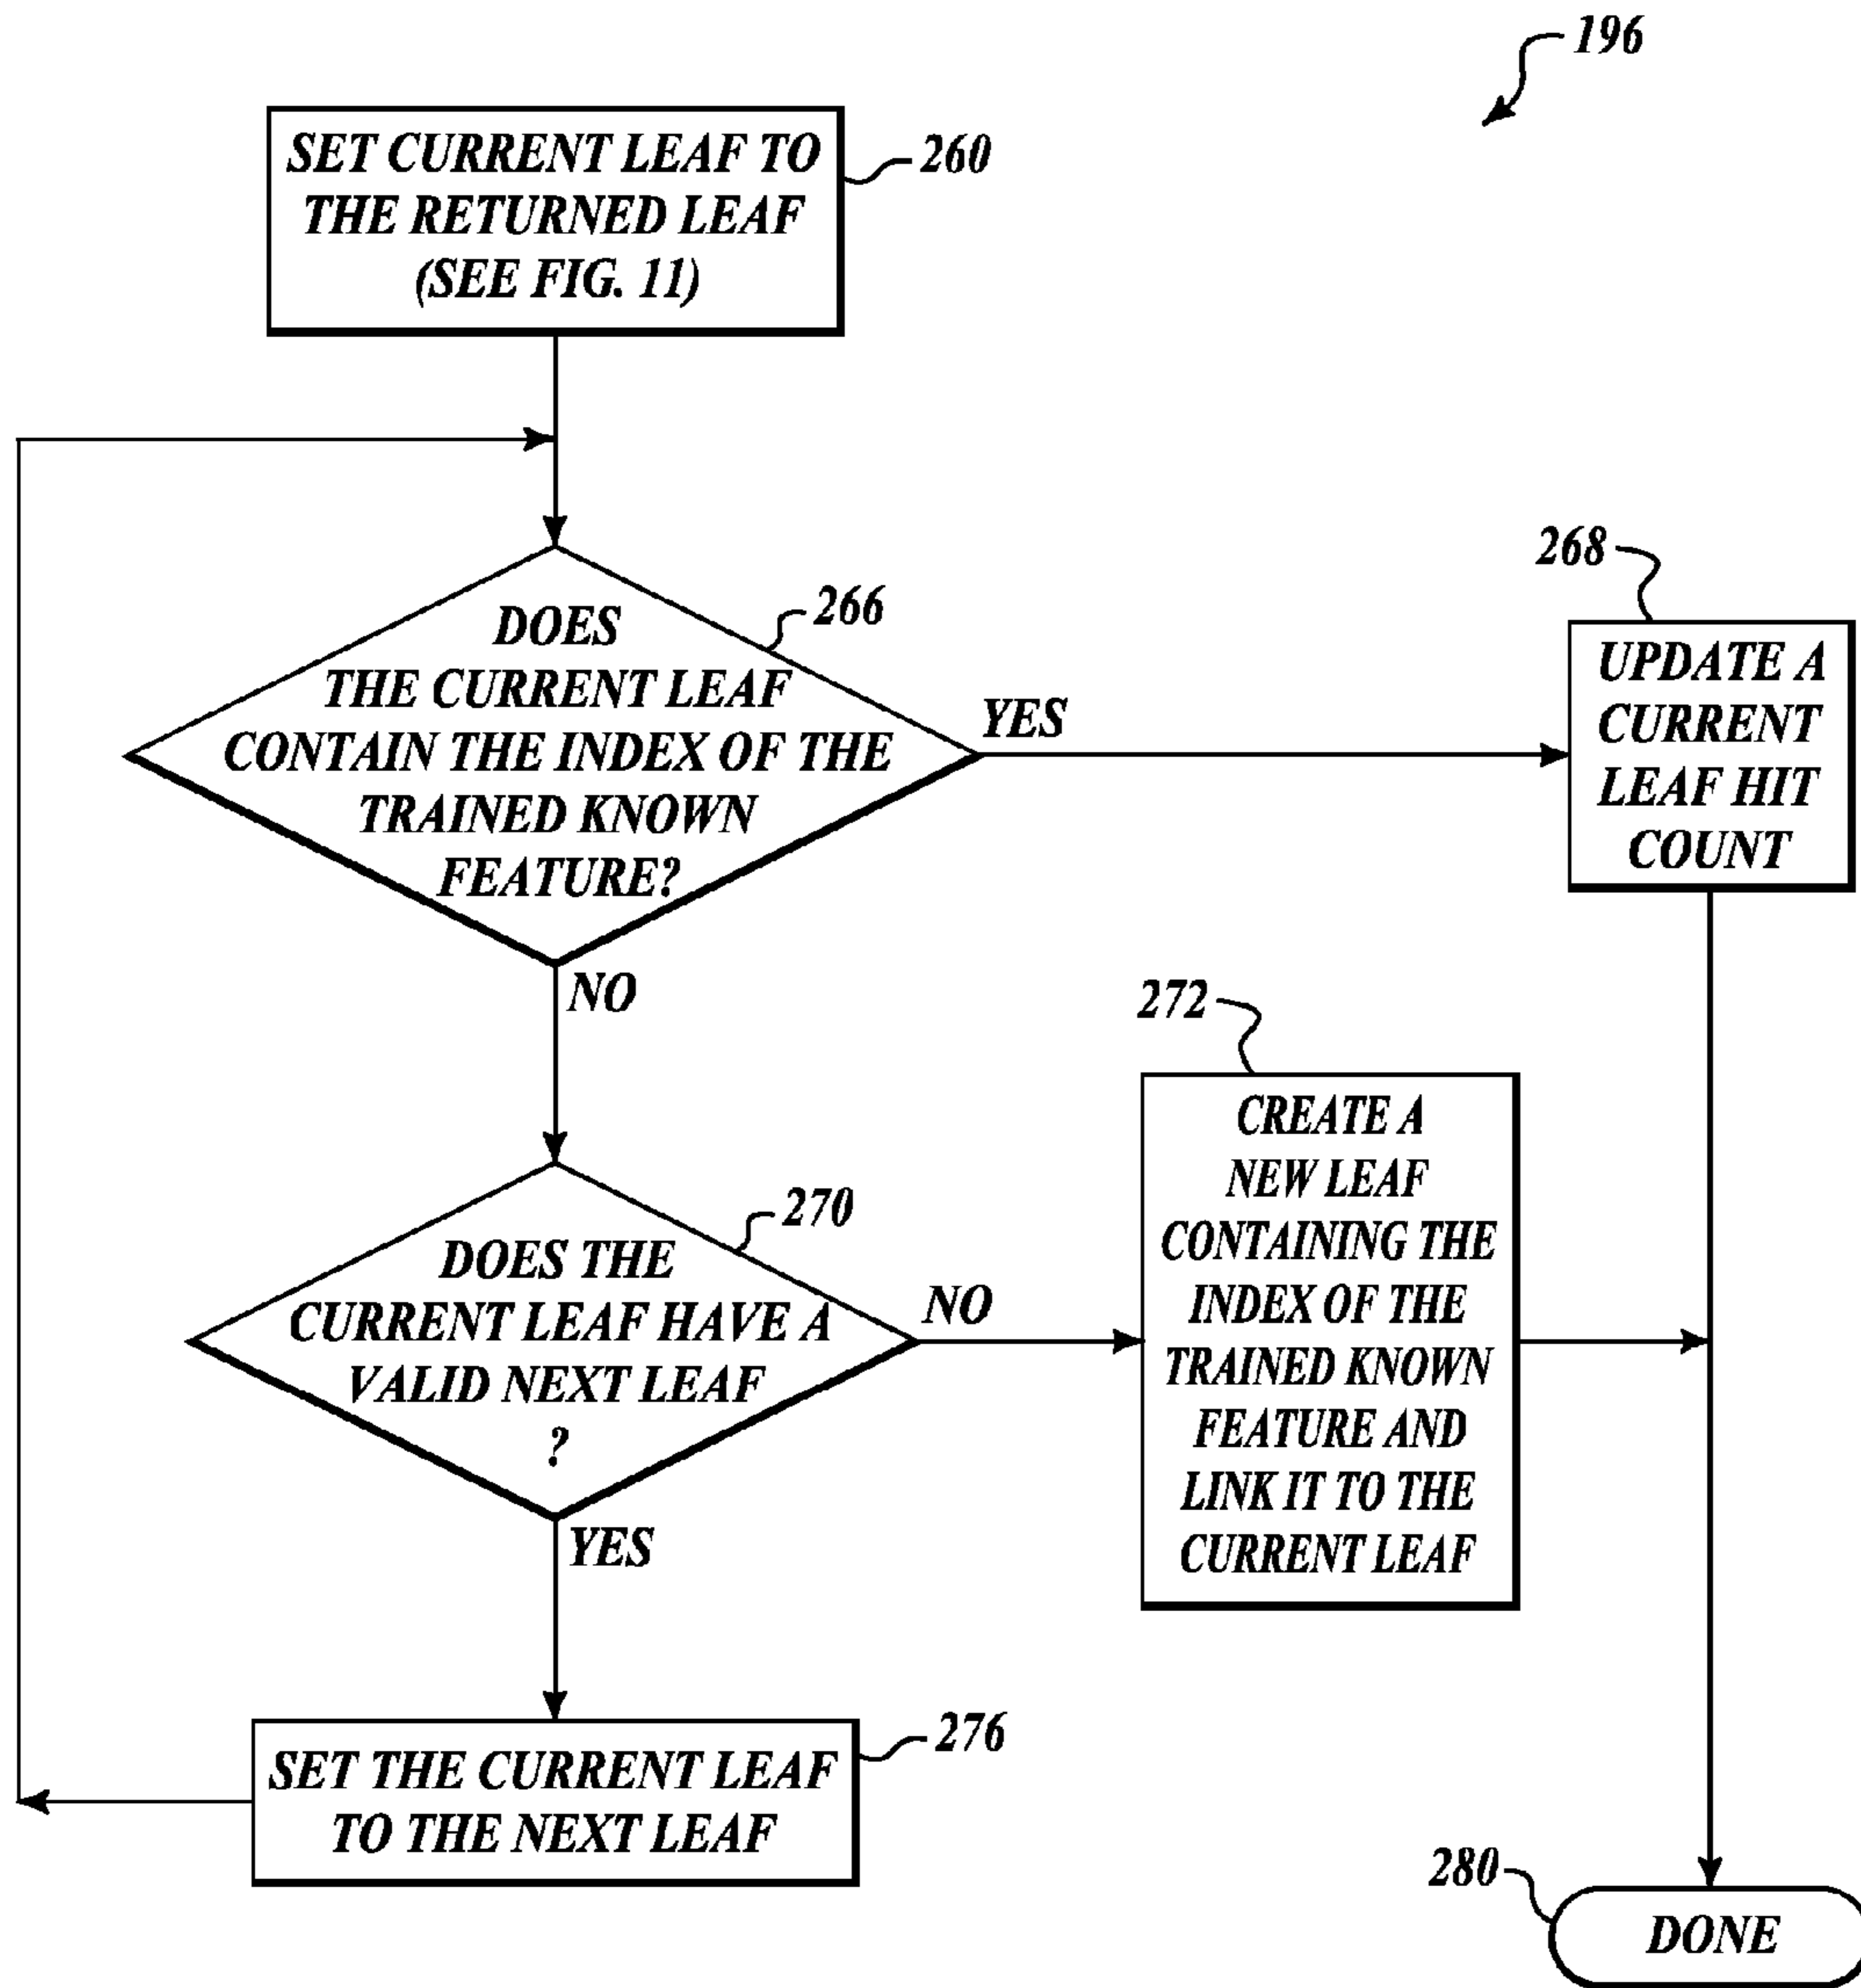 196
SET CURRENT LEAF TO
THE RETURNED LEAF
(SEE FIG. 11)
260
DOES
THE CURRENT LEAF
CONTAIN THE INDEX OF THE
TRAINED KNOWN
FEATURE?
266
YES
268
UPDATE A
CURRENT
LEAF HIT
COUNT
NO
DOES THE
CURRENT LEAF HAVE A
VALID NEXT LEAF
?
270
NO
272
CREATE A
NEW LEAF
CONTAINING THE
INDEX OF THE
TRAINED KNOWN
FEATURE AND
LINK IT TO THE
CURRENT LEAF
YES
SET THE CURRENT LEAF
TO THE NEXT LEAF
276
280
DONE